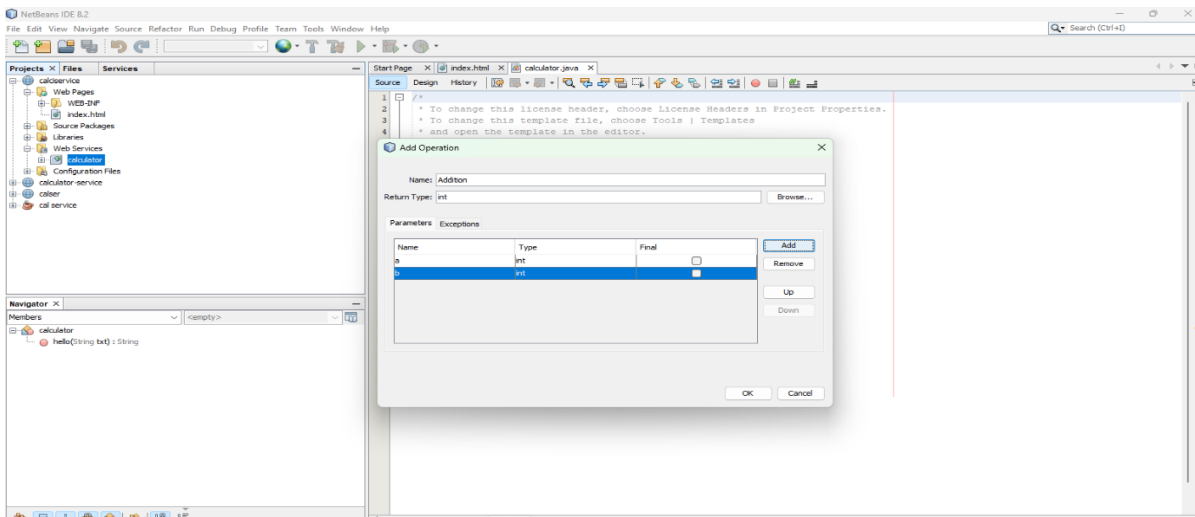 NetBeans IDE 8.2
File Edit View Navigate Source Refactor Run Debug Profile Team Tools Window Help
Search (Ctrl+I)
Projects Files Services
calciservice
Web Pages
WEB-INF
index.html
Source Packages
Libraries
Web Services
calculator
Configuration Files
calculator-service
calser
cal service
Navigator
Members <empty>
calculator
hello(String txt) : String
Start Page index.html calculator.java
Source Design History
1 /*
2 * To change this license header, choose License Headers in Project Properties.
3 * To change this template file, choose Tools | Templates
4 * and open the template in the editor.
Add Operation
Name: Addition
Return Type: int Browse...
Parameters Exceptions
Name Type Final
a int
b int
Add
Remove
Up
Down
OK Cancel